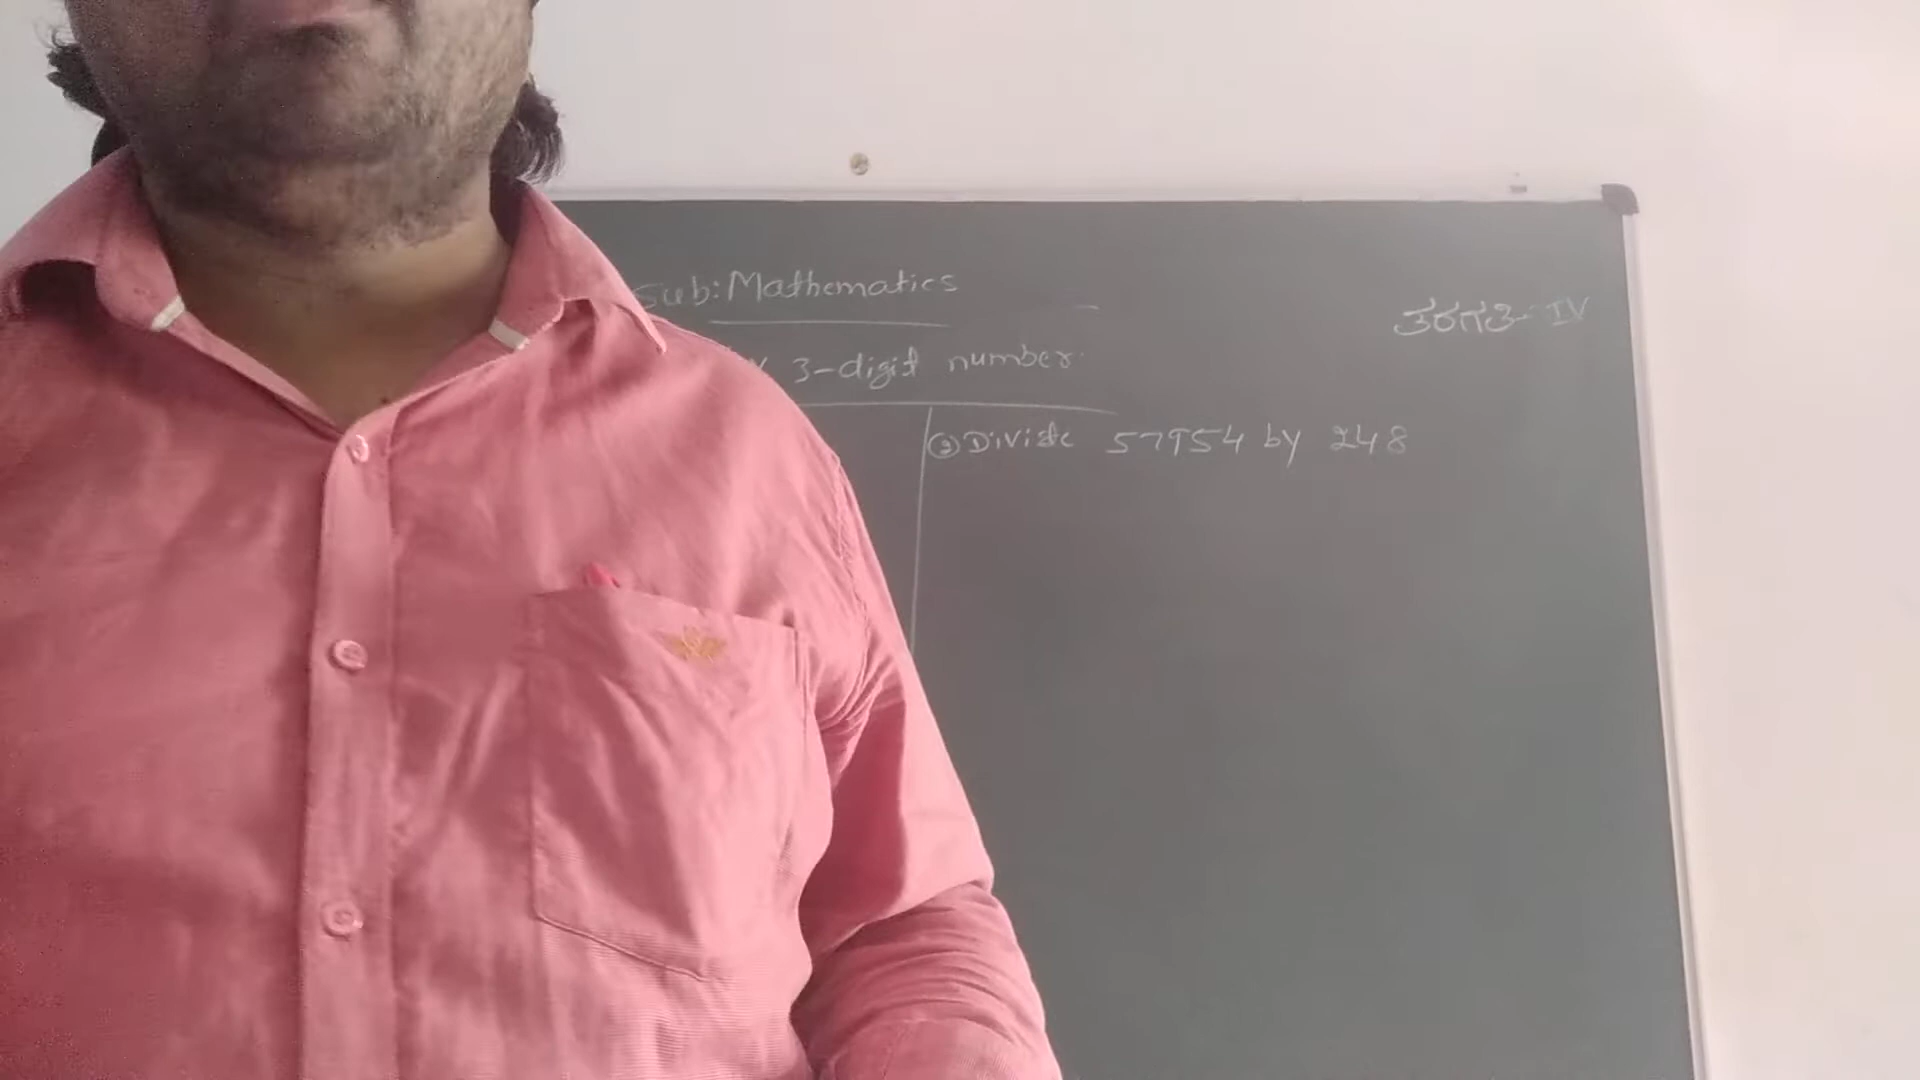 Sub: Mathematics
ತರಗತಿ - IV
3-digit number.
② Divide 57954 by 248